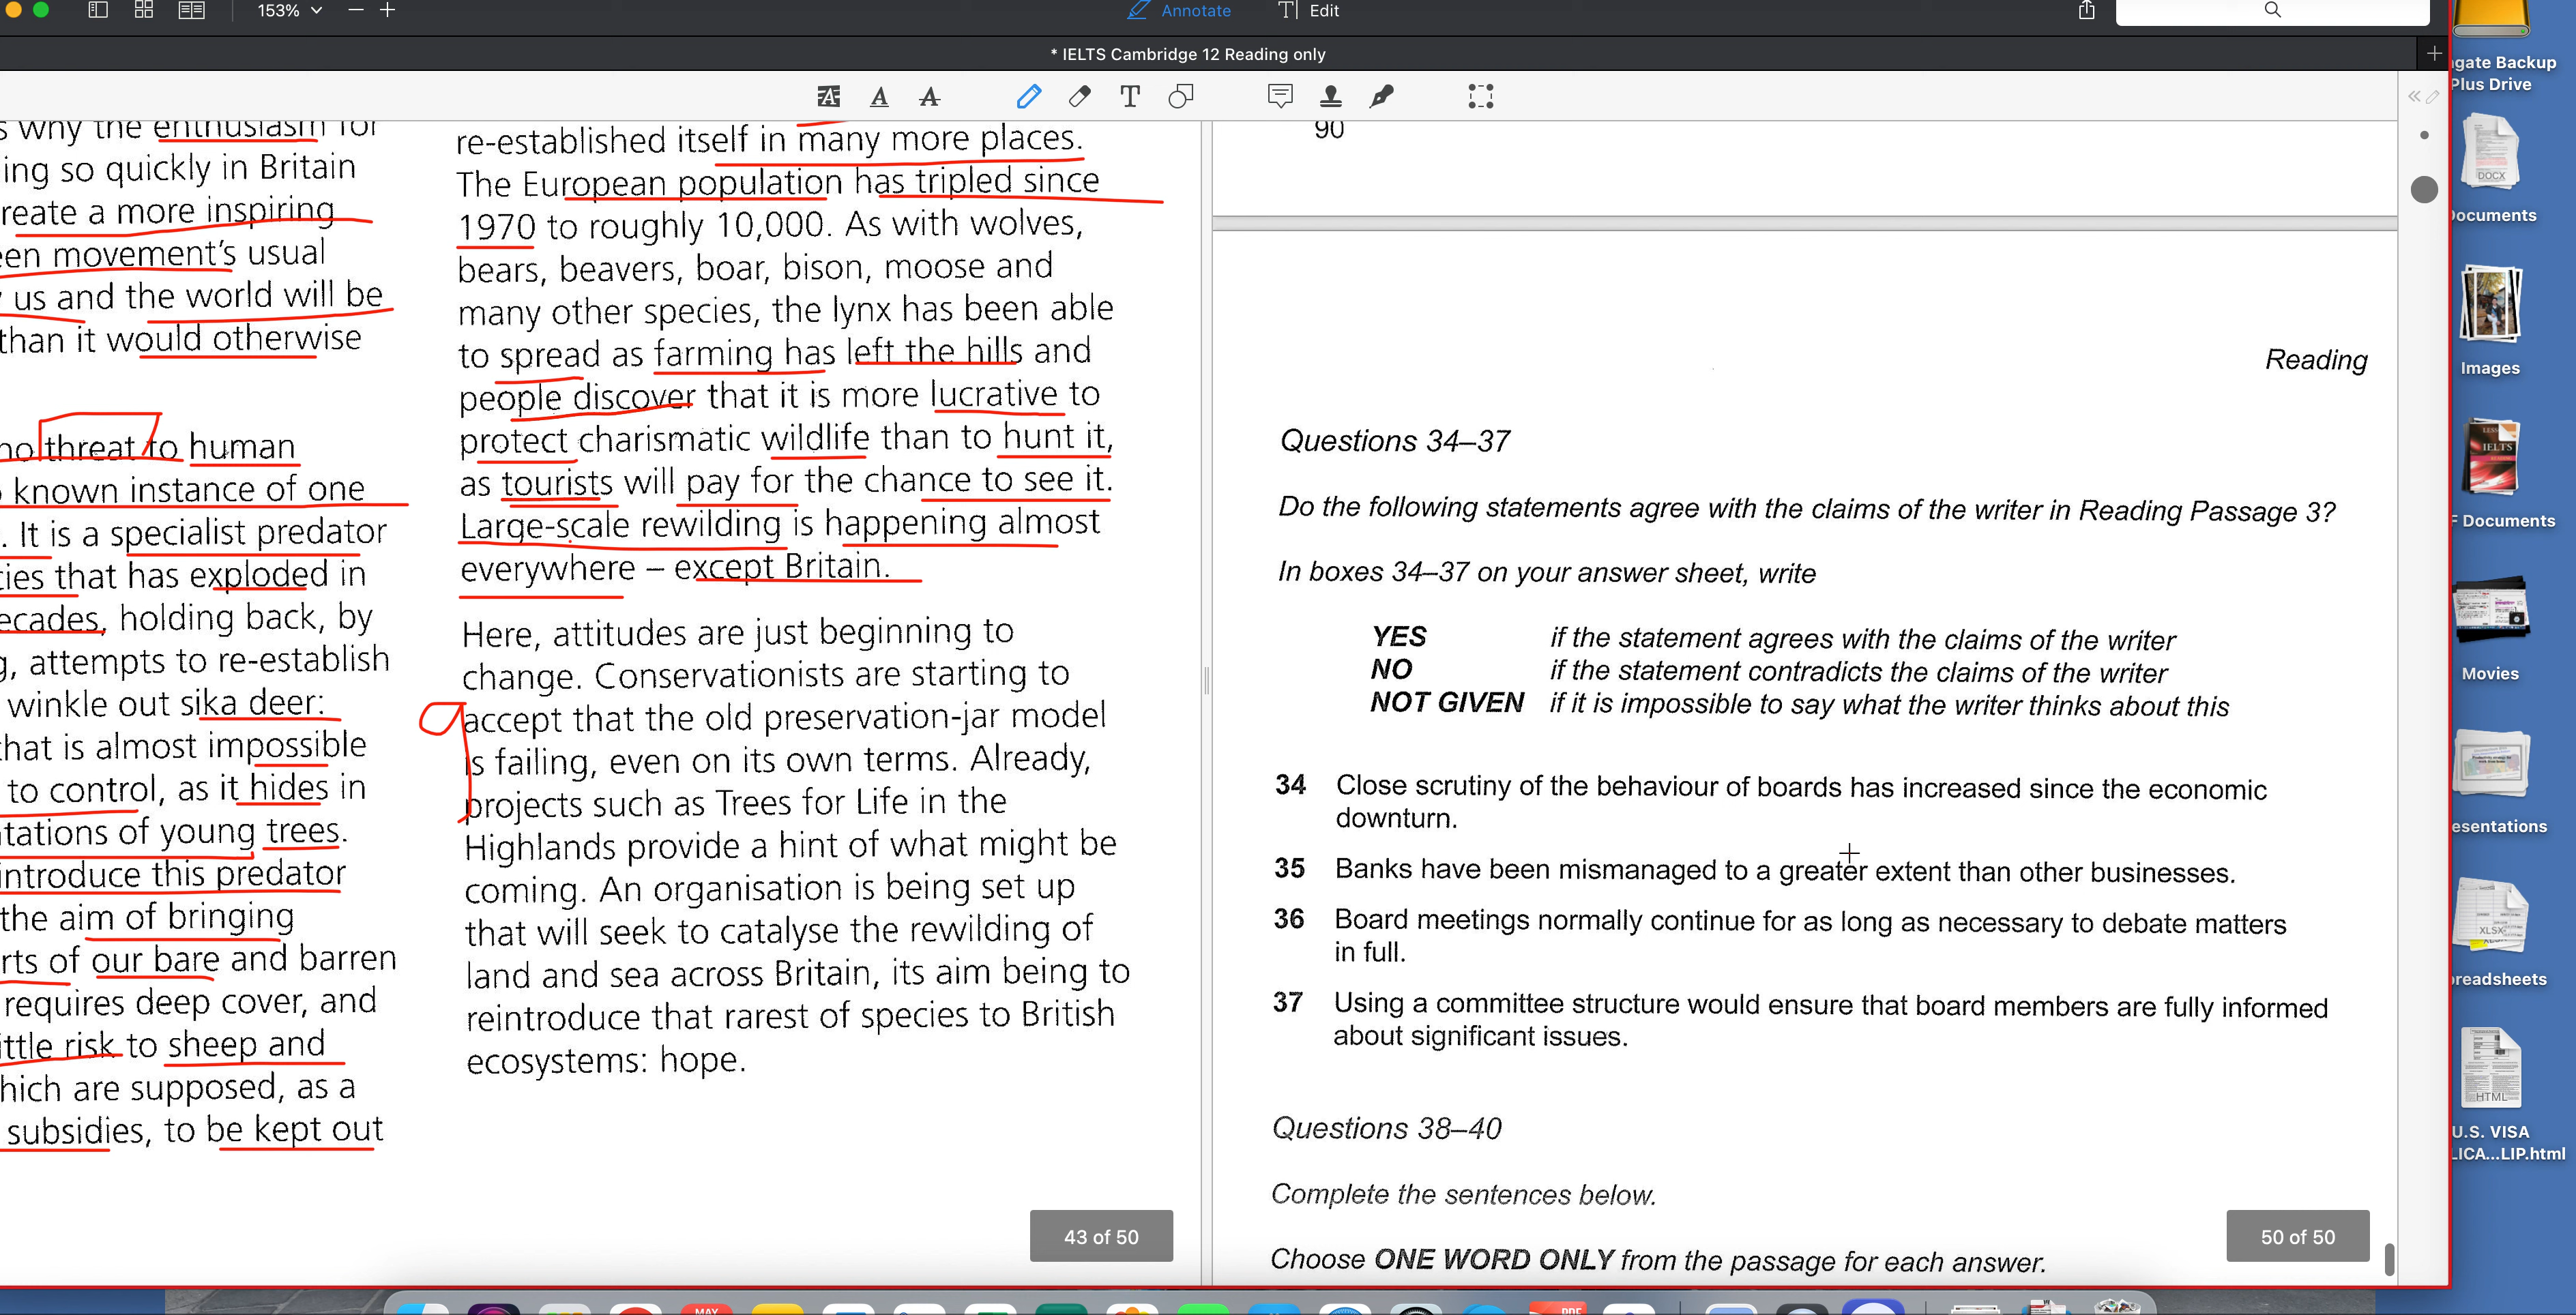 153%
Annotate
Edit
* IELTS Cambridge 12 Reading only
why the enthusiasm for
ing so quickly in Britain
reate a more inspiring
en movement's usual
us and the world will be
than it would otherwise
no threat to human
known instance of one
. It is a specialist predator
cies that has exploded in
ecades, holding back, by
g, attempts to re-establish
winkle out sika deer:
hat is almost impossible
to control, as it hides in
ntations of young trees.
introduce this predator
the aim of bringing
rts of our bare and barren
requires deep cover, and
ittle risk to sheep and
hich are supposed, as a
subsidies, to be kept out
re-established itself in many more places.
The European population has tripled since
1970 to roughly 10,000. As with wolves,
bears, beavers, boar, bison, moose and
many other species, the lynx has been able
to spread as farming has left the hills and
people discover that it is more lucrative to
protect charismatic wildlife than to hunt it,
as tourists will pay for the chance to see it.
Large-scale rewilding is happening almost
everywhere – except Britain.
Here, attitudes are just beginning to
change. Conservationists are starting to
accept that the old preservation-jar model
is failing, even on its own terms. Already,
projects such as Trees for Life in the
Highlands provide a hint of what might be
coming. An organisation is being set up
that will seek to catalyse the rewilding of
land and sea across Britain, its aim being to
reintroduce that rarest of species to British
ecosystems: hope.
43 of 50
90
Reading
Questions 34–37
Do the following statements agree with the claims of the writer in Reading Passage 3?
In boxes 34–37 on your answer sheet, write
YES if the statement agrees with the claims of the writer
NO if the statement contradicts the claims of the writer
NOT GIVEN if it is impossible to say what the writer thinks about this
34 Close scrutiny of the behaviour of boards has increased since the economic
downturn.
35 Banks have been mismanaged to a greater extent than other businesses.
36 Board meetings normally continue for as long as necessary to debate matters
in full.
37 Using a committee structure would ensure that board members are fully informed
about significant issues.
Questions 38–40
Complete the sentences below.
Choose ONE WORD ONLY from the passage for each answer.
50 of 50
gate Backup
Plus Drive
DOCX
Documents
Images
IELTS
F Documents
Movies
esentations
XLSX
readsheets
HTML
U.S. VISA
LICA...LIP.html
MAY
PDF